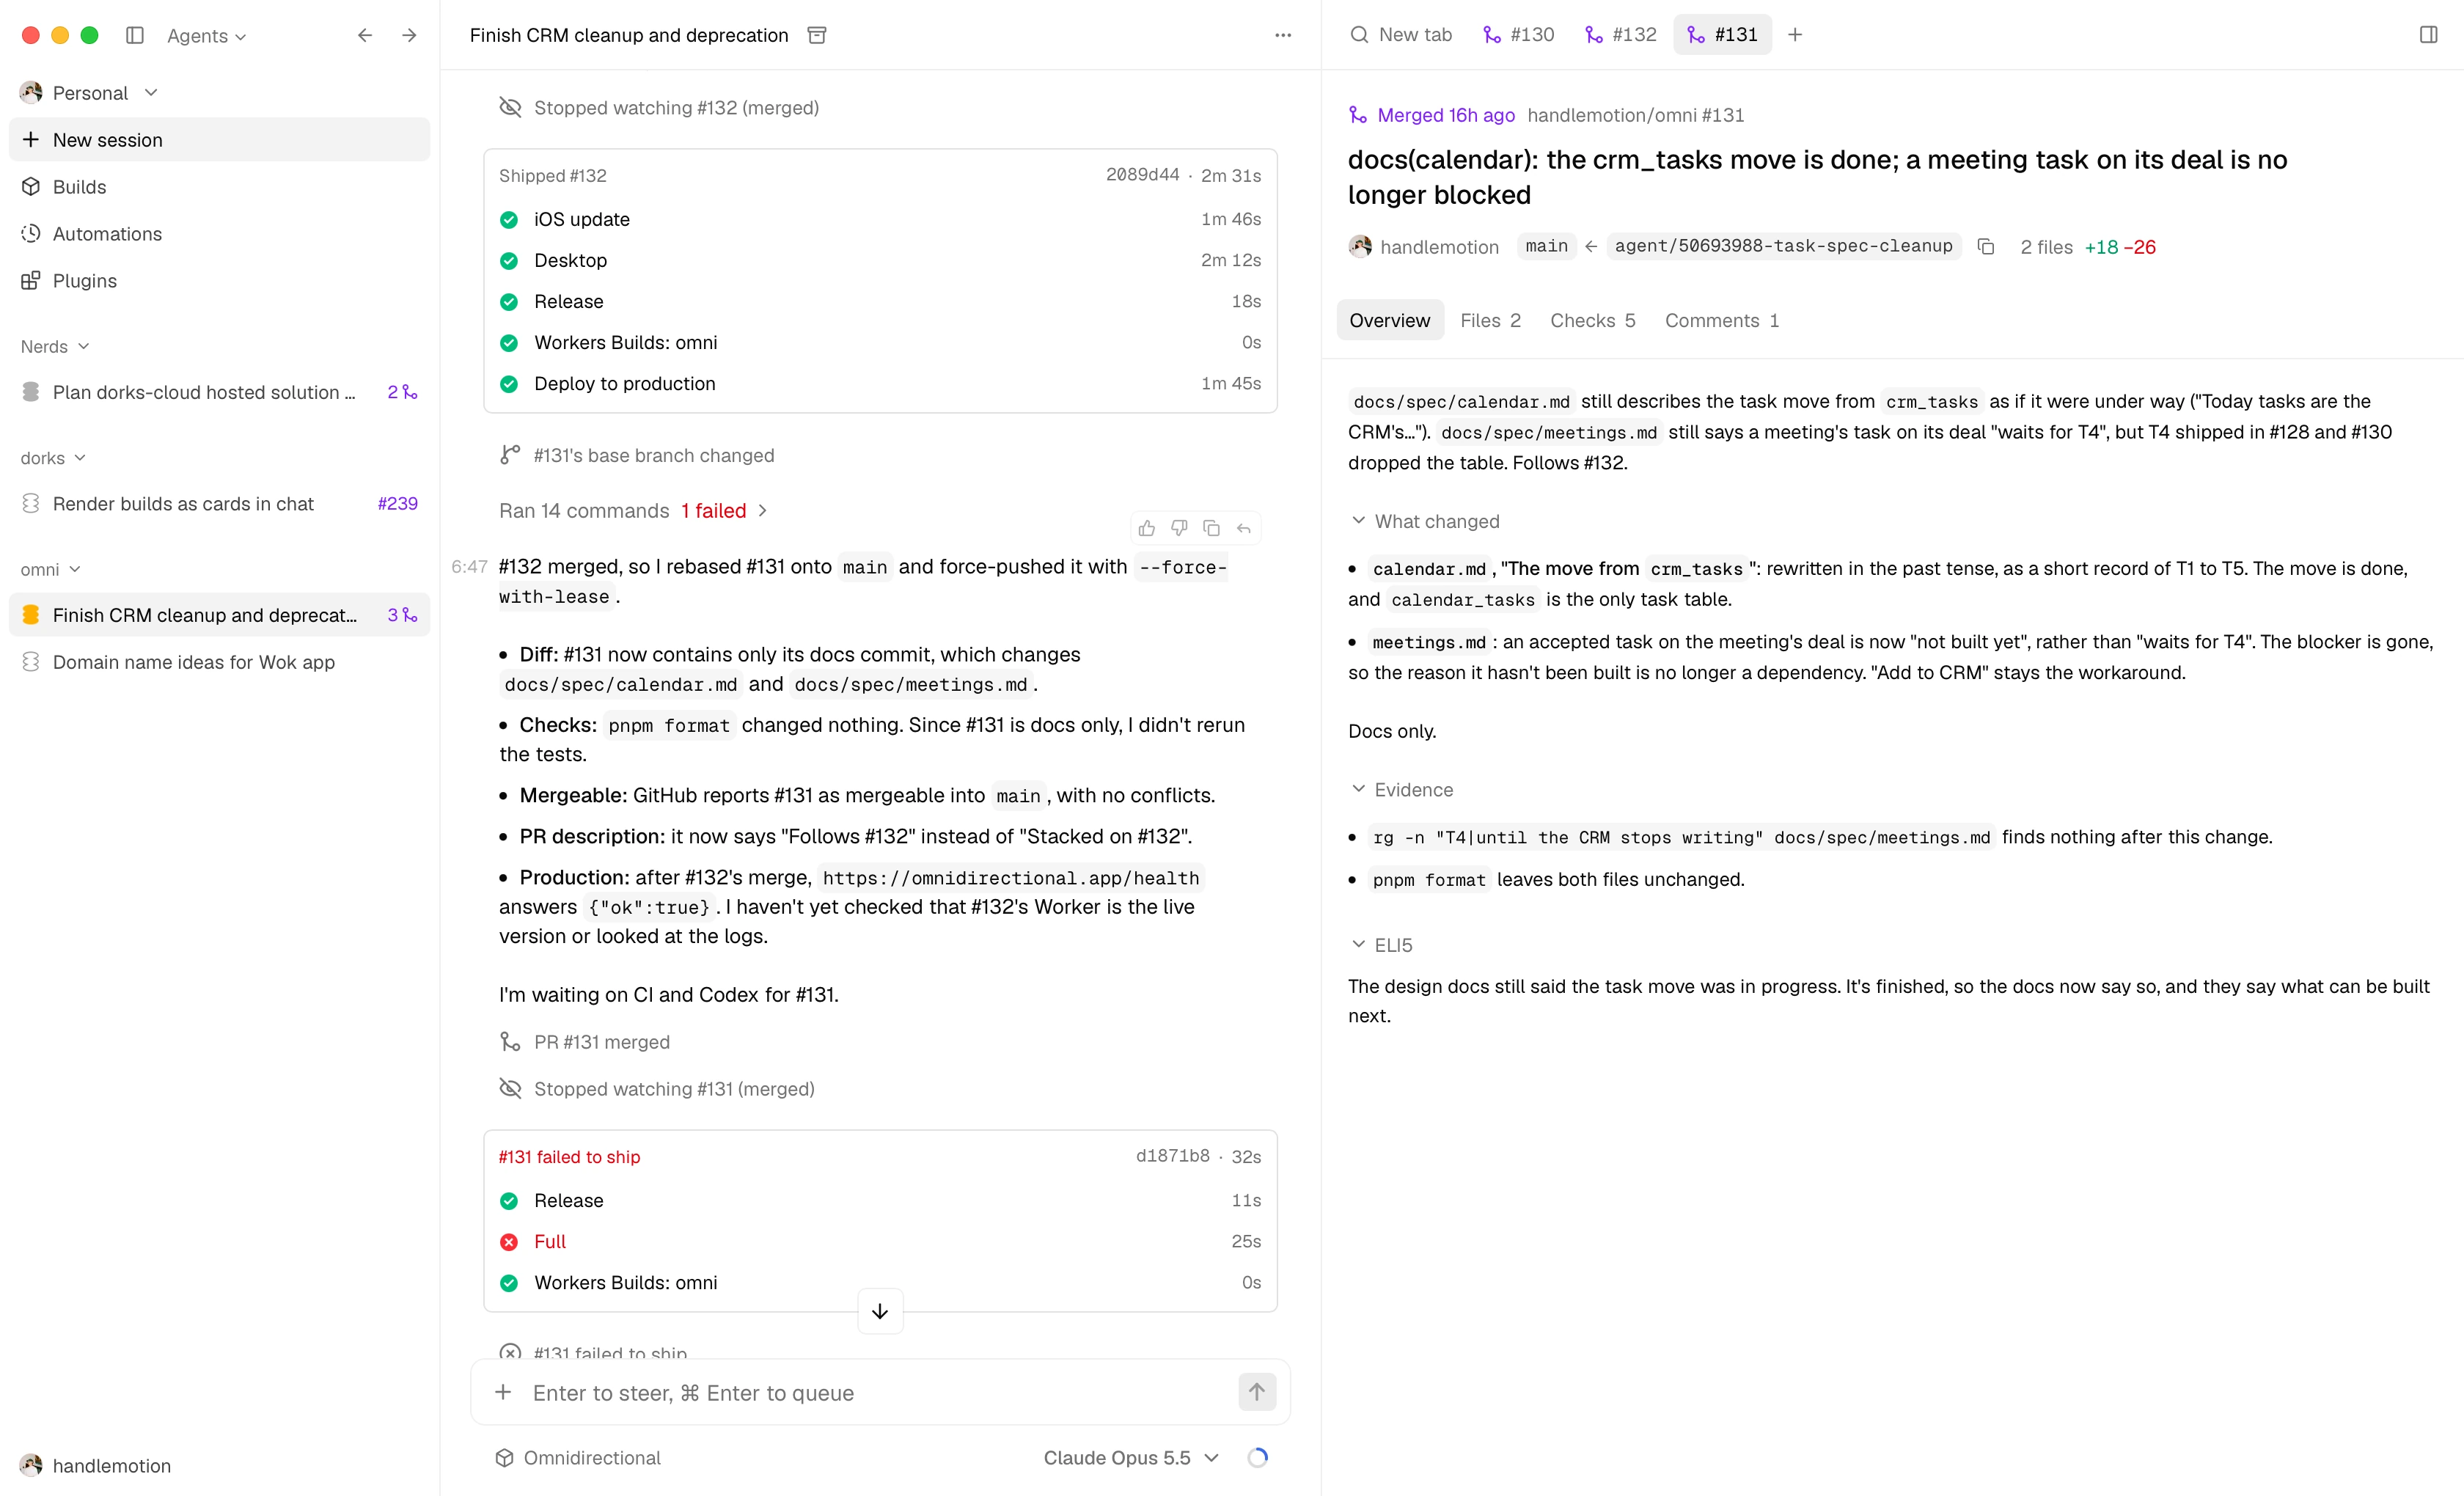 Agents
Personal
New session
Builds
Automations
Plugins
Nerds
Plan dorks-cloud hosted solution ... 2
dorks
Render builds as cards in chat #239
omni
Finish CRM cleanup and deprecat... 3
Domain name ideas for Wok app
handlemotion
Finish CRM cleanup and deprecation
Stopped watching #132 (merged)
Shipped #132 2089d44 · 2m 31s
iOS update 1m 46s
Desktop 2m 12s
Release 18s
Workers Builds: omni 0s
Deploy to production 1m 45s
#131's base branch changed
Ran 14 commands 1 failed
6:47 #132 merged, so I rebased #131 onto main and force-pushed it with --force-
with-lease.
• Diff: #131 now contains only its docs commit, which changes
docs/spec/calendar.md and docs/spec/meetings.md.
• Checks: pnpm format changed nothing. Since #131 is docs only, I didn't rerun
the tests.
• Mergeable: GitHub reports #131 as mergeable into main, with no conflicts.
• PR description: it now says "Follows #132" instead of "Stacked on #132".
• Production: after #132's merge, https://omnidirectional.app/health
answers {"ok":true}. I haven't yet checked that #132's Worker is the live
version or looked at the logs.
I'm waiting on CI and Codex for #131.
PR #131 merged
Stopped watching #131 (merged)
#131 failed to ship d1871b8 · 32s
Release 11s
Full 25s
Workers Builds: omni 0s
#131 failed to ship
Enter to steer, ⌘ Enter to queue
Omnidirectional
Claude Opus 5.5
New tab #130 #132 #131
Merged 16h ago handlemotion/omni #131
docs(calendar): the crm_tasks move is done; a meeting task on its deal is no
longer blocked
handlemotion main ← agent/50693988-task-spec-cleanup 2 files +18 −26
Overview Files 2 Checks 5 Comments 1
docs/spec/calendar.md still describes the task move from crm_tasks as if it were under way ("Today tasks are the
CRM's…"). docs/spec/meetings.md still says a meeting's task on its deal "waits for T4", but T4 shipped in #128 and #130
dropped the table. Follows #132.
What changed
• calendar.md, "The move from crm_tasks": rewritten in the past tense, as a short record of T1 to T5. The move is done,
and calendar_tasks is the only task table.
• meetings.md: an accepted task on the meeting's deal is now "not built yet", rather than "waits for T4". The blocker is gone,
so the reason it hasn't been built is no longer a dependency. "Add to CRM" stays the workaround.
Docs only.
Evidence
• rg -n "T4|until the CRM stops writing" docs/spec/meetings.md finds nothing after this change.
• pnpm format leaves both files unchanged.
ELI5
The design docs still said the task move was in progress. It's finished, so the docs now say so, and they say what can be built
next.